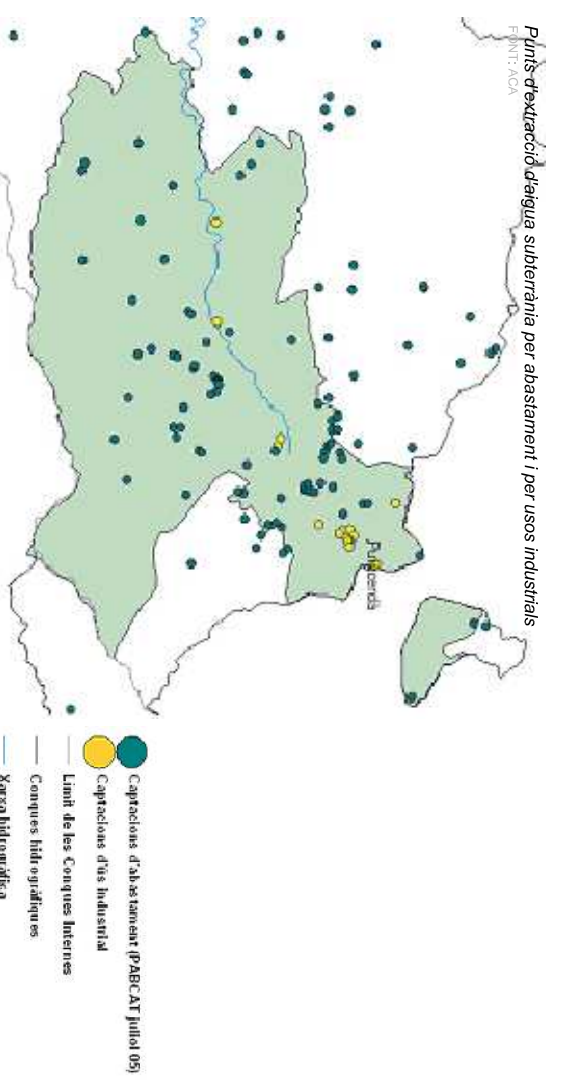 Punts d'extracció d'aigua subterrània per abastament i per usos industrials
FONT: ACA
Puigcerdà
Captacions d'abastament (PABCAT juliol 05)
Captacions d'ús industrial
Límit de les Conques Internes
Conques hidrogràfiques
Xarxa hidrogràfica